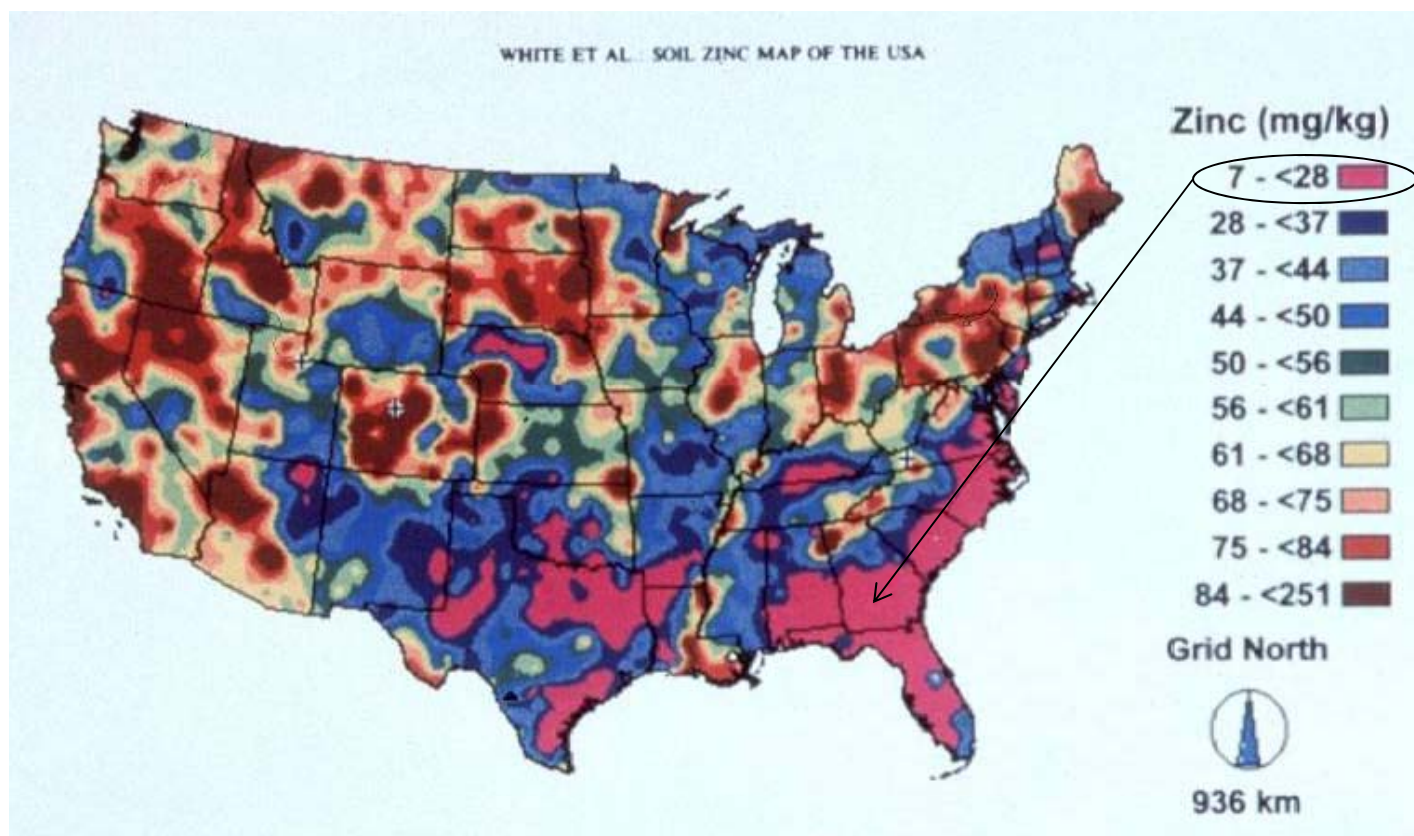 WHITE ET AL.: SOIL ZINC MAP OF THE USA
Zinc (mg/kg)
7 - <28
28 - <37
37 - <44
44 - <50
50 - <56
56 - <61
61 - <68
68 - <75
75 - <84
84 - <251
Grid North
936 km